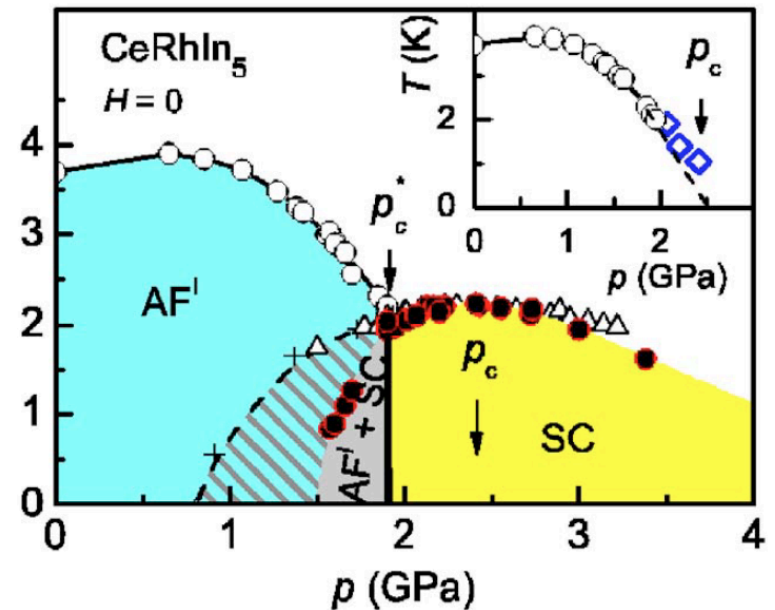 CeRhIn₅
H = 0
4
3
2
1
0
AFᴵ
p*c
AFᴵ + SC
pc
SC
0
1
2
3
4
p (GPa)
T (K)
2
0
pc
0
1
2
p (GPa)